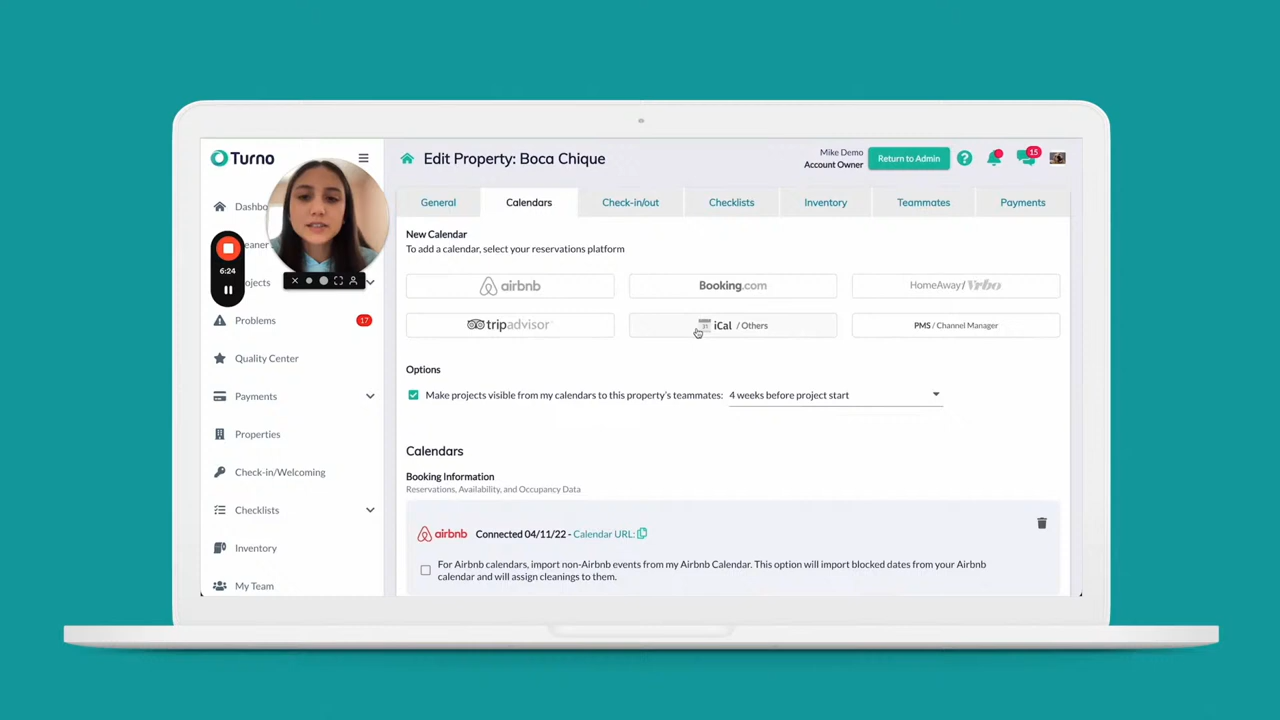 Turno
Edit Property: Boca Chique
Mike Demo
Account Owner
Return to Admin
?
15
General
Calendars
Check-in/out
Checklists
Inventory
Teammates
Payments
6:24
Problems
17
Quality Center
Payments
Properties
Check-in/Welcoming
Checklists
Inventory
My Team
New Calendar
To add a calendar, select your reservations platform
airbnb
Booking.com
HomeAway/Vrbo
tripadvisor
31 iCal / Others
PMS / Channel Manager
Options
Make projects visible from my calendars to this property's teammates: 4 weeks before project start
Calendars
Booking Information
Reservations, Availability, and Occupancy Data
airbnb Connected 04/11/22 - Calendar URL:
For Airbnb calendars, import non-Airbnb events from my Airbnb Calendar. This option will import blocked dates from your Airbnb
calendar and will assign cleanings to them.